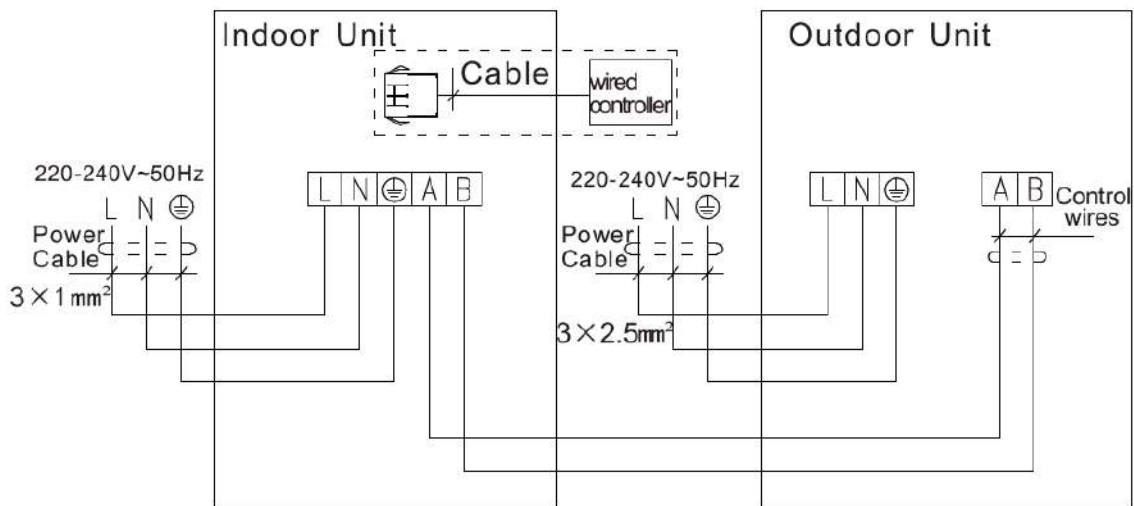 Indoor Unit
Outdoor Unit
Cable
wired
controller
220-240V~50Hz
L N
Power
Cable
3×1mm²
L N A B
220-240V~50Hz
L N
Power
Cable
3×2.5mm²
L N
A B
Control
wires